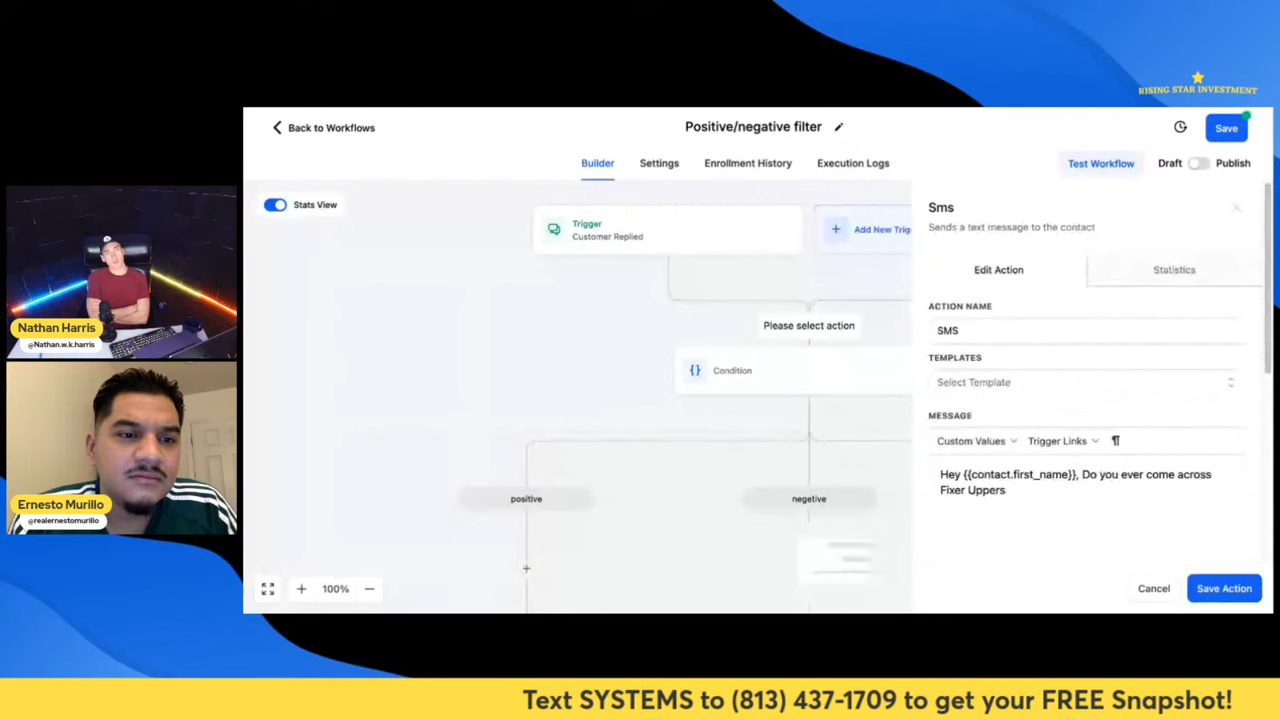 RISING STAR INVESTMENT
Back to Workflows
Positive/negative filter
Save
Builder
Settings
Enrollment History
Execution Logs
Test Workflow
Draft
Publish
Stats View
Trigger
Customer Replied
Add New Trig
Please select action
Condition
positive
negetive
100%
Sms
Sends a text message to the contact
Edit Action
Statistics
ACTION NAME
SMS
TEMPLATES
Select Template
MESSAGE
Custom Values
Trigger Links
Hey {{contact.first_name}}, Do you ever come across
Fixer Uppers
Cancel
Save Action
Nathan Harris
@Nathan.w.k.harris
Ernesto Murillo
@realernestomurillo
Text SYSTEMS to (813) 437-1709 to get your FREE Snapshot!